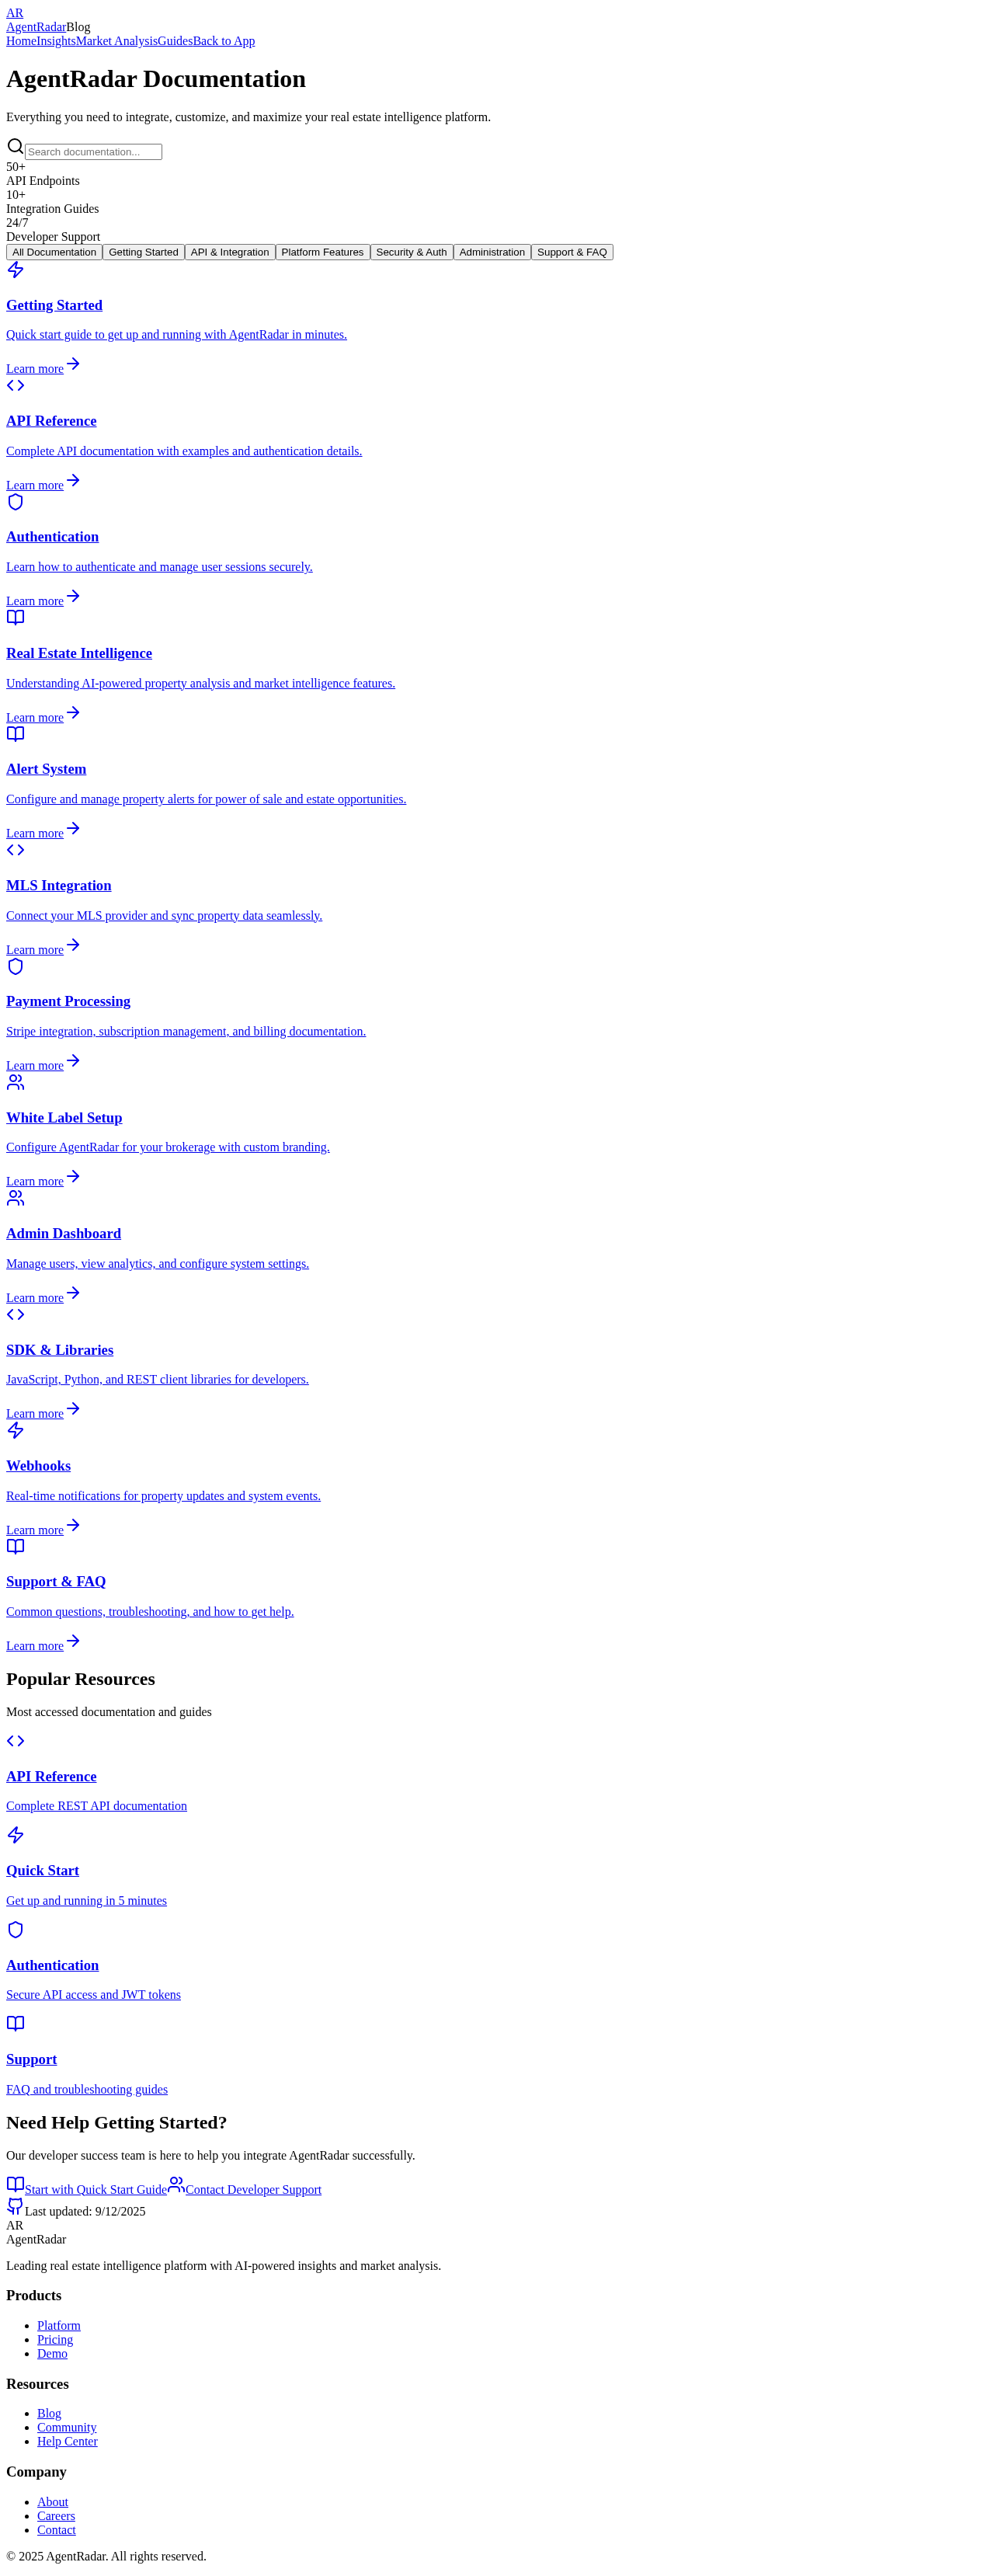 AR
AgentRadarBlog
HomeInsightsMarket AnalysisGuidesBack to App
AgentRadar Documentation
Everything you need to integrate, customize, and maximize your real estate intelligence platform.
Search documentation...
50+
API Endpoints
10+
Integration Guides
24/7
Developer Support
All Documentation Getting Started API & Integration Platform Features Security & Auth Administration Support & FAQ
Getting Started
Quick start guide to get up and running with AgentRadar in minutes.
Learn more
API Reference
Complete API documentation with examples and authentication details.
Learn more
Authentication
Learn how to authenticate and manage user sessions securely.
Learn more
Real Estate Intelligence
Understanding AI-powered property analysis and market intelligence features.
Learn more
Alert System
Configure and manage property alerts for power of sale and estate opportunities.
Learn more
MLS Integration
Connect your MLS provider and sync property data seamlessly.
Learn more
Payment Processing
Stripe integration, subscription management, and billing documentation.
Learn more
White Label Setup
Configure AgentRadar for your brokerage with custom branding.
Learn more
Admin Dashboard
Manage users, view analytics, and configure system settings.
Learn more
SDK & Libraries
JavaScript, Python, and REST client libraries for developers.
Learn more
Webhooks
Real-time notifications for property updates and system events.
Learn more
Support & FAQ
Common questions, troubleshooting, and how to get help.
Learn more
Popular Resources
Most accessed documentation and guides
API Reference
Complete REST API documentation
Quick Start
Get up and running in 5 minutes
Authentication
Secure API access and JWT tokens
Support
FAQ and troubleshooting guides
Need Help Getting Started?
Our developer success team is here to help you integrate AgentRadar successfully.
Start with Quick Start Guide Contact Developer Support
Last updated: 9/12/2025
AR
AgentRadar
Leading real estate intelligence platform with AI-powered insights and market analysis.
Products
Platform
Pricing
Demo
Resources
Blog
Community
Help Center
Company
About
Careers
Contact
© 2025 AgentRadar. All rights reserved.